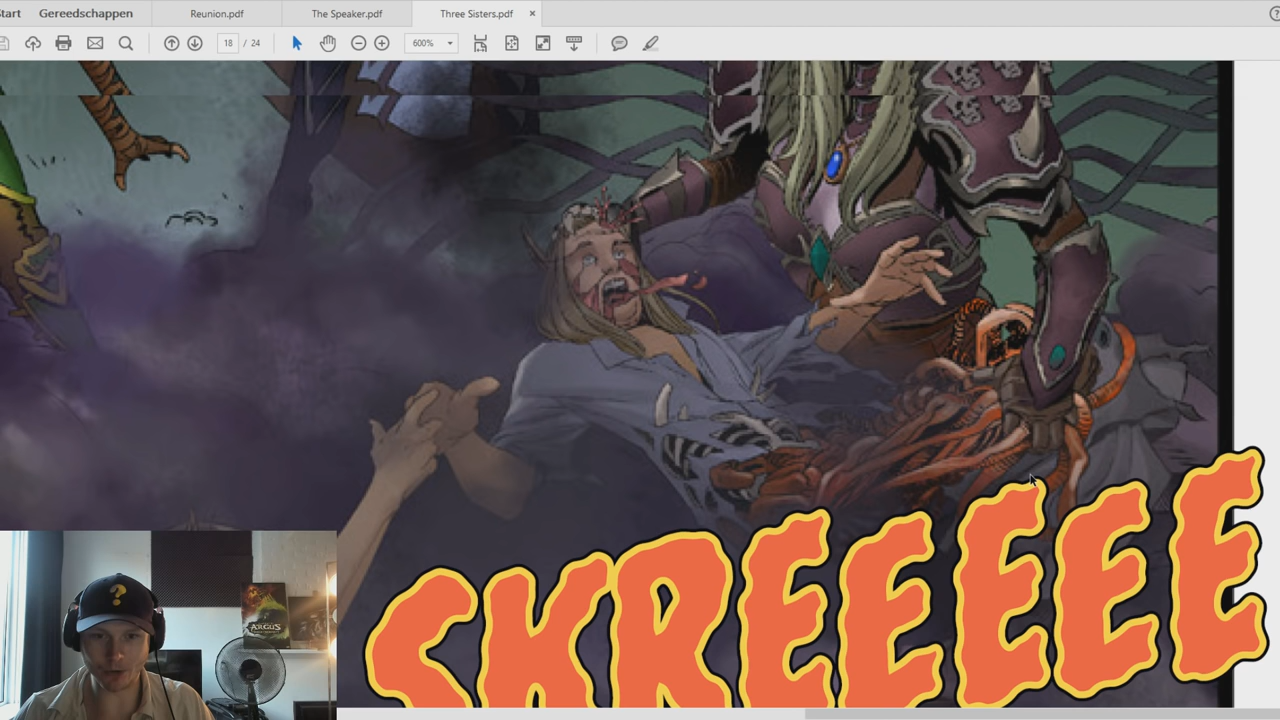 Start Gereedschappen Reunion.pdf The Speaker.pdf Three Sisters.pdf ×
18 / 24 600%
?
ARGUS
SKREEEEE